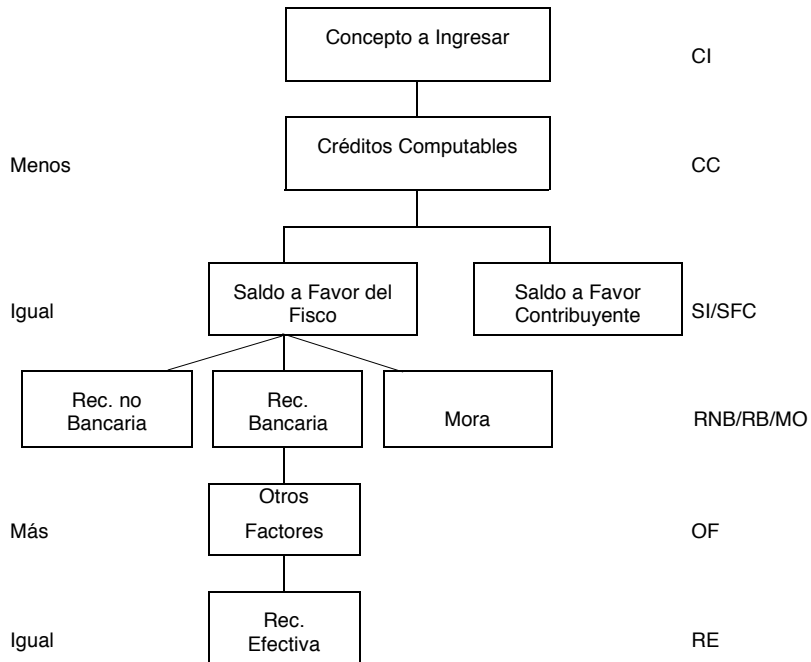 Concepto a Ingresar
CI
Menos
Créditos Computables
CC
Igual
Saldo a Favor del
Fisco
Saldo a Favor
Contribuyente
SI/SFC
Rec. no
Bancaria
Rec.
Bancaria
Mora
RNB/RB/MO
Más
Otros
Factores
OF
Igual
Rec.
Efectiva
RE